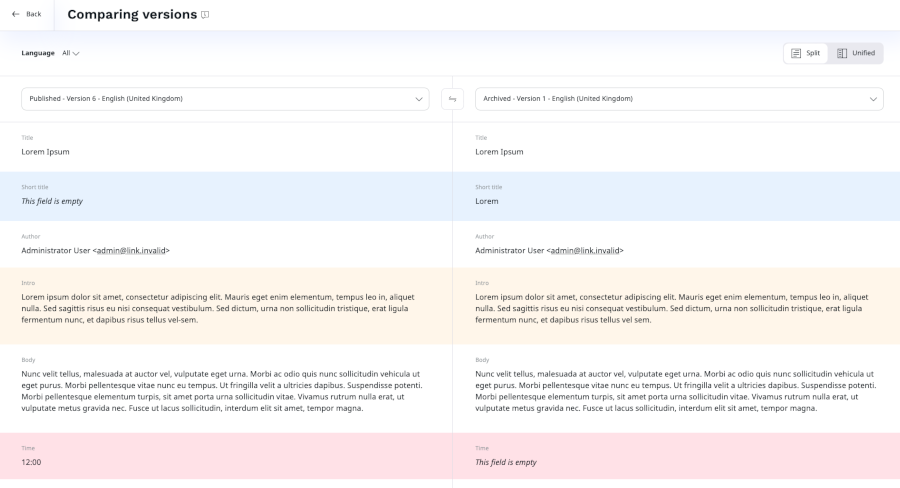 Back
Comparing versions
Language All
Split
Unified
Published - Version 6 - English (United Kingdom)
Archived - Version 1 - English (United Kingdom)
Title
Lorem Ipsum
Title
Lorem Ipsum
Short title
This field is empty
Short title
Lorem
Author
Administrator User <admin@link.invalid>
Author
Administrator User <admin@link.invalid>
Intro
Lorem ipsum dolor sit amet, consectetur adipiscing elit. Mauris eget enim elementum, tempus leo in, aliquet
nulla. Sed sagittis risus eu nisi consequat vestibulum. Sed dictum, urna non sollicitudin tristique, erat ligula
fermentum nunc, et dapibus risus tellus vel-sem.
Intro
Lorem ipsum dolor sit amet, consectetur adipiscing elit. Mauris eget enim elementum, tempus leo in, aliquet
nulla. Sed sagittis risus eu nisi consequat vestibulum. Sed dictum, urna non sollicitudin tristique, erat ligula
fermentum nunc, et dapibus risus tellus vel sem.
Body
Nunc velit tellus, malesuada at auctor vel, vulputate eget urna. Morbi ac odio quis nunc sollicitudin vehicula ut
eget purus. Morbi pellentesque vitae nunc eu tempus. Ut fringilla velit a ultricies dapibus. Suspendisse potenti.
Morbi pellentesque elementum turpis, sit amet porta urna sollicitudin vitae. Vivamus rutrum nulla erat, ut
vulputate metus gravida nec. Fusce ut lacus sollicitudin, interdum elit sit amet, tempor magna.
Body
Nunc velit tellus, malesuada at auctor vel, vulputate eget urna. Morbi ac odio quis nunc sollicitudin vehicula ut
eget purus. Morbi pellentesque vitae nunc eu tempus. Ut fringilla velit a ultricies dapibus. Suspendisse potenti.
Morbi pellentesque elementum turpis, sit amet porta urna sollicitudin vitae. Vivamus rutrum nulla erat, ut
vulputate metus gravida nec. Fusce ut lacus sollicitudin, interdum elit sit amet, tempor magna.
Time
12:00
Time
This field is empty